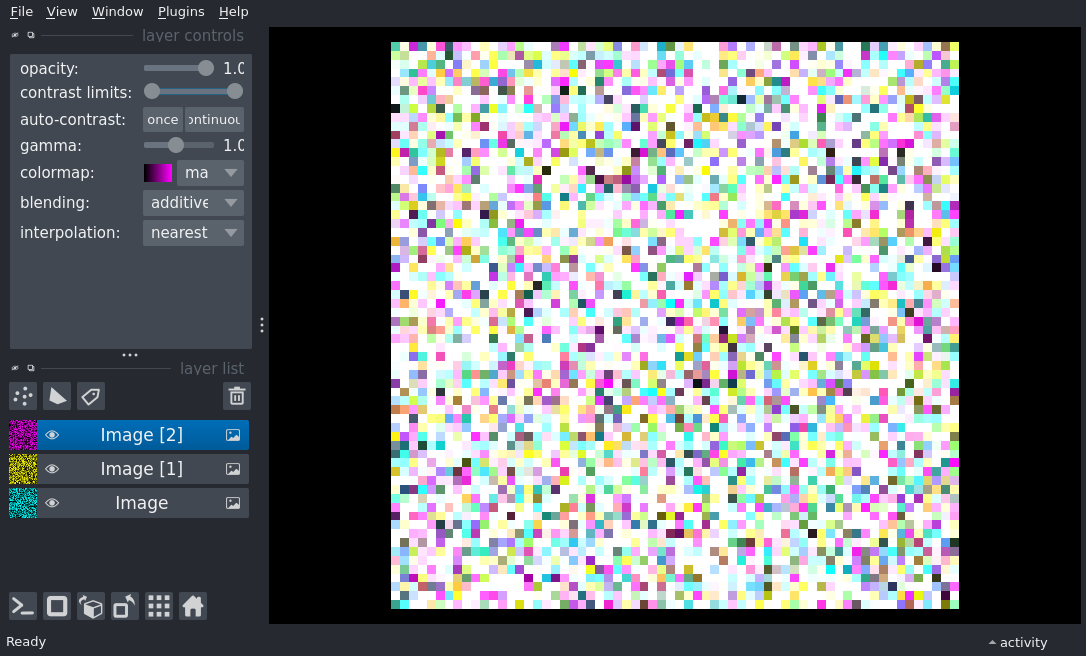 File View Window Plugins Help
layer controls
opacity: 1.0
contrast limits:
auto-contrast: once ontinuou
gamma: 1.0
colormap: ma
blending: additive
interpolation: nearest
layer list
Image [2]
Image [1]
Image
Ready activity